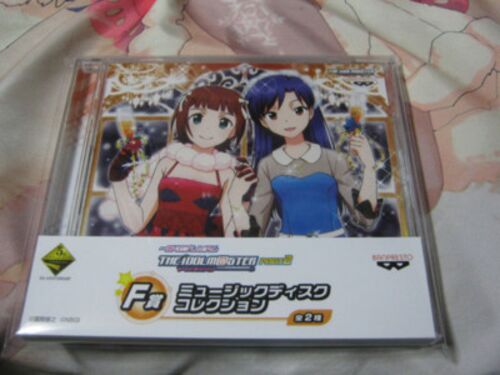 THE IDOLM@STER
BANPRESTO
F賞
ミュージックディスク
コレクション
全2種